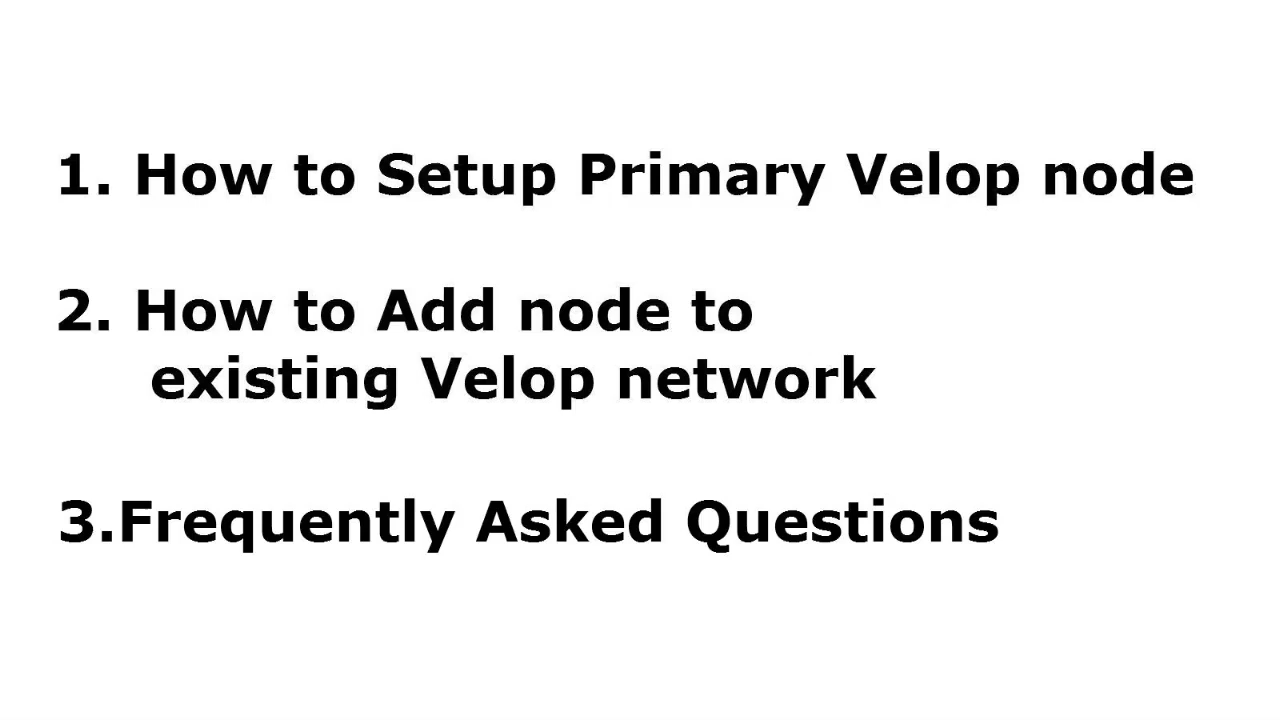 1. How to Setup Primary Velop node
2. How to Add node to
existing Velop network
3.Frequently Asked Questions